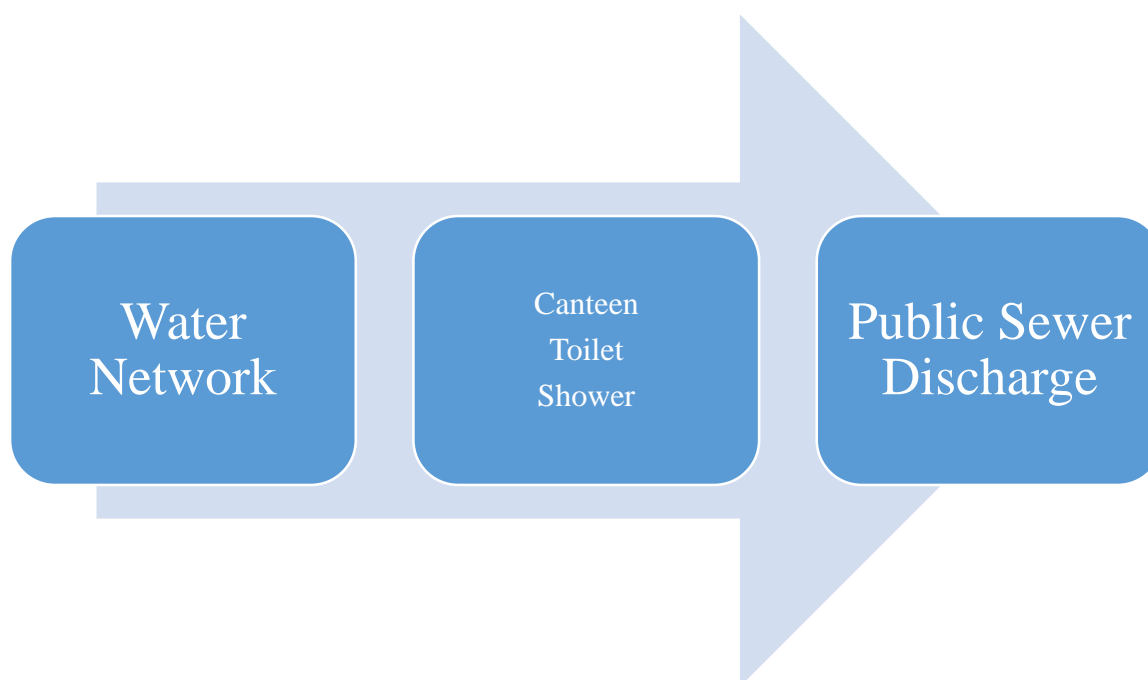 Water
Network
Canteen
Toilet
Shower
Public Sewer
Discharge